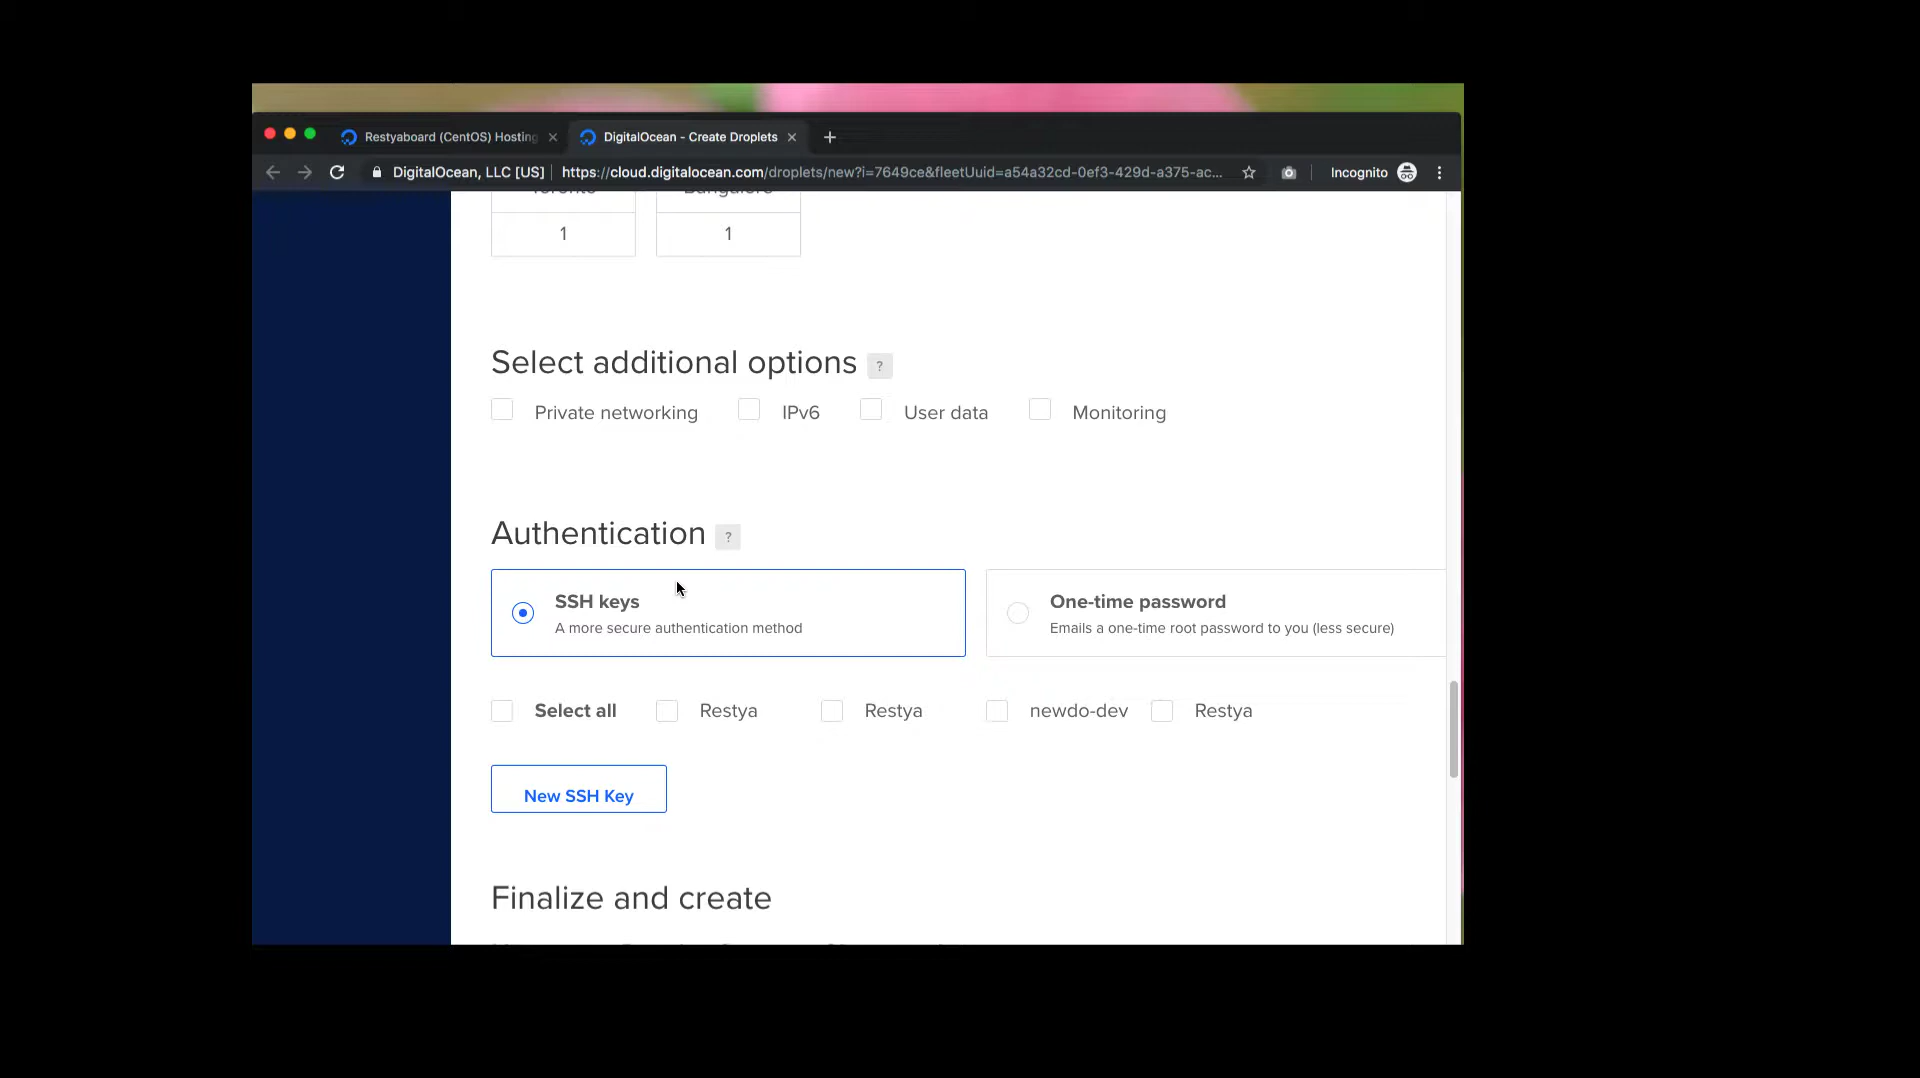 Restyaboard (CentOS) Hosting
DigitalOcean - Create Droplets
DigitalOcean, LLC [US] https://cloud.digitalocean.com/droplets/new?i=7649ce&fleetUuid=a54a32cd-0ef3-429d-a375-ac... Incognito
Toronto Bangalore
1 1
Select additional options ?
Private networking IPv6 User data Monitoring
Authentication ?
SSH keys
A more secure authentication method
One-time password
Emails a one-time root password to you (less secure)
Select all Restya Restya newdo-dev Restya
New SSH Key
Finalize and create